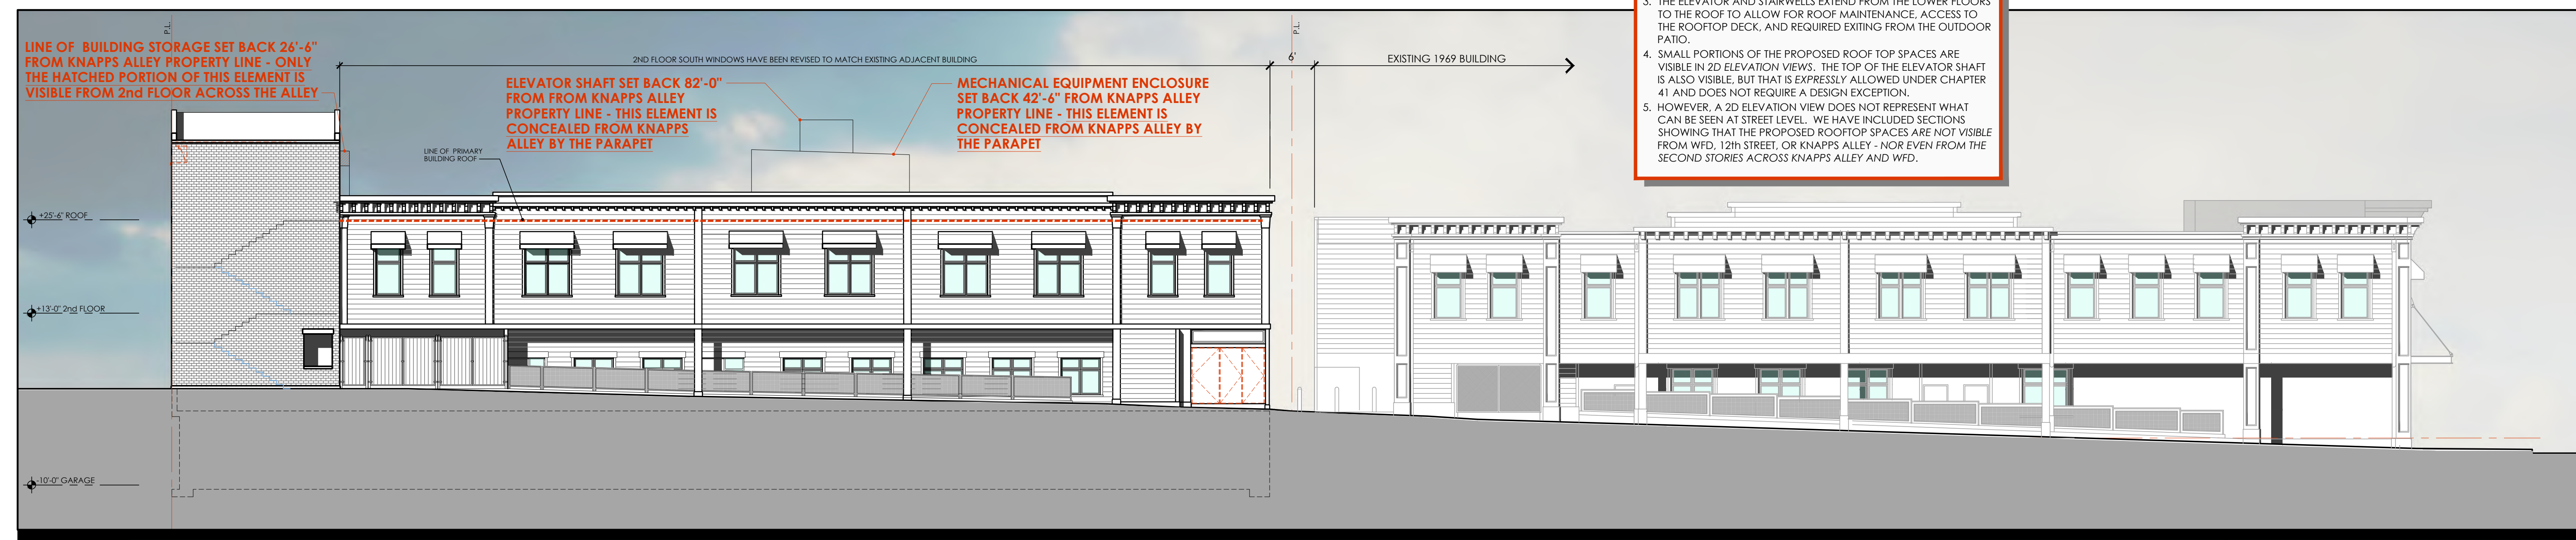 P.L.
LINE OF BUILDING STORAGE SET BACK 26'-6"
FROM KNAPPS ALLEY PROPERTY LINE - ONLY
THE HATCHED PORTION OF THIS ELEMENT IS
VISIBLE FROM 2nd FLOOR ACROSS THE ALLEY
2ND FLOOR SOUTH WINDOWS HAVE BEEN REVISED TO MATCH EXISTING ADJACENT BUILDING
ELEVATOR SHAFT SET BACK 82'-0"
FROM FROM KNAPPS ALLEY
PROPERTY LINE - THIS ELEMENT IS
CONCEALED FROM KNAPPS
ALLEY BY THE PARAPET
MECHANICAL EQUIPMENT ENCLOSURE
SET BACK 42'-6" FROM KNAPPS ALLEY
PROPERTY LINE - THIS ELEMENT IS
CONCEALED FROM KNAPPS ALLEY BY
THE PARAPET
LINE OF PRIMARY
BUILDING ROOF
P.L.
6'
EXISTING 1969 BUILDING
3. THE ELEVATOR AND STAIRWELLS EXTEND FROM THE LOWER FLOORS
TO THE ROOF TO ALLOW FOR ROOF MAINTENANCE, ACCESS TO
THE ROOFTOP DECK, AND REQUIRED EXITING FROM THE OUTDOOR
PATIO.
4. SMALL PORTIONS OF THE PROPOSED ROOF TOP SPACES ARE
VISIBLE IN 2D ELEVATION VIEWS. THE TOP OF THE ELEVATOR SHAFT
IS ALSO VISIBLE, BUT THAT IS EXPRESSLY ALLOWED UNDER CHAPTER
41 AND DOES NOT REQUIRE A DESIGN EXCEPTION.
5. HOWEVER, A 2D ELEVATION VIEW DOES NOT REPRESENT WHAT
CAN BE SEEN AT STREET LEVEL. WE HAVE INCLUDED SECTIONS
SHOWING THAT THE PROPOSED ROOFTOP SPACES ARE NOT VISIBLE
FROM WFD, 12th STREET, OR KNAPPS ALLEY - NOR EVEN FROM THE
SECOND STORIES ACROSS KNAPPS ALLEY AND WFD.
+25'-6" ROOF
+13'-0" 2nd FLOOR
-10'-0" GARAGE